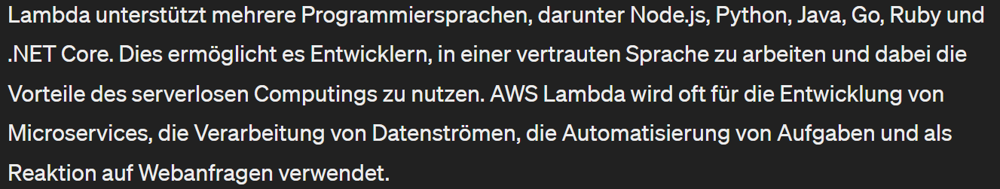 Lambda unterstützt mehrere Programmiersprachen, darunter Node.js, Python, Java, Go, Ruby und
.NET Core. Dies ermöglicht es Entwicklern, in einer vertrauten Sprache zu arbeiten und dabei die
Vorteile des serverlosen Computings zu nutzen. AWS Lambda wird oft für die Entwicklung von
Microservices, die Verarbeitung von Datenströmen, die Automatisierung von Aufgaben und als
Reaktion auf Webanfragen verwendet.